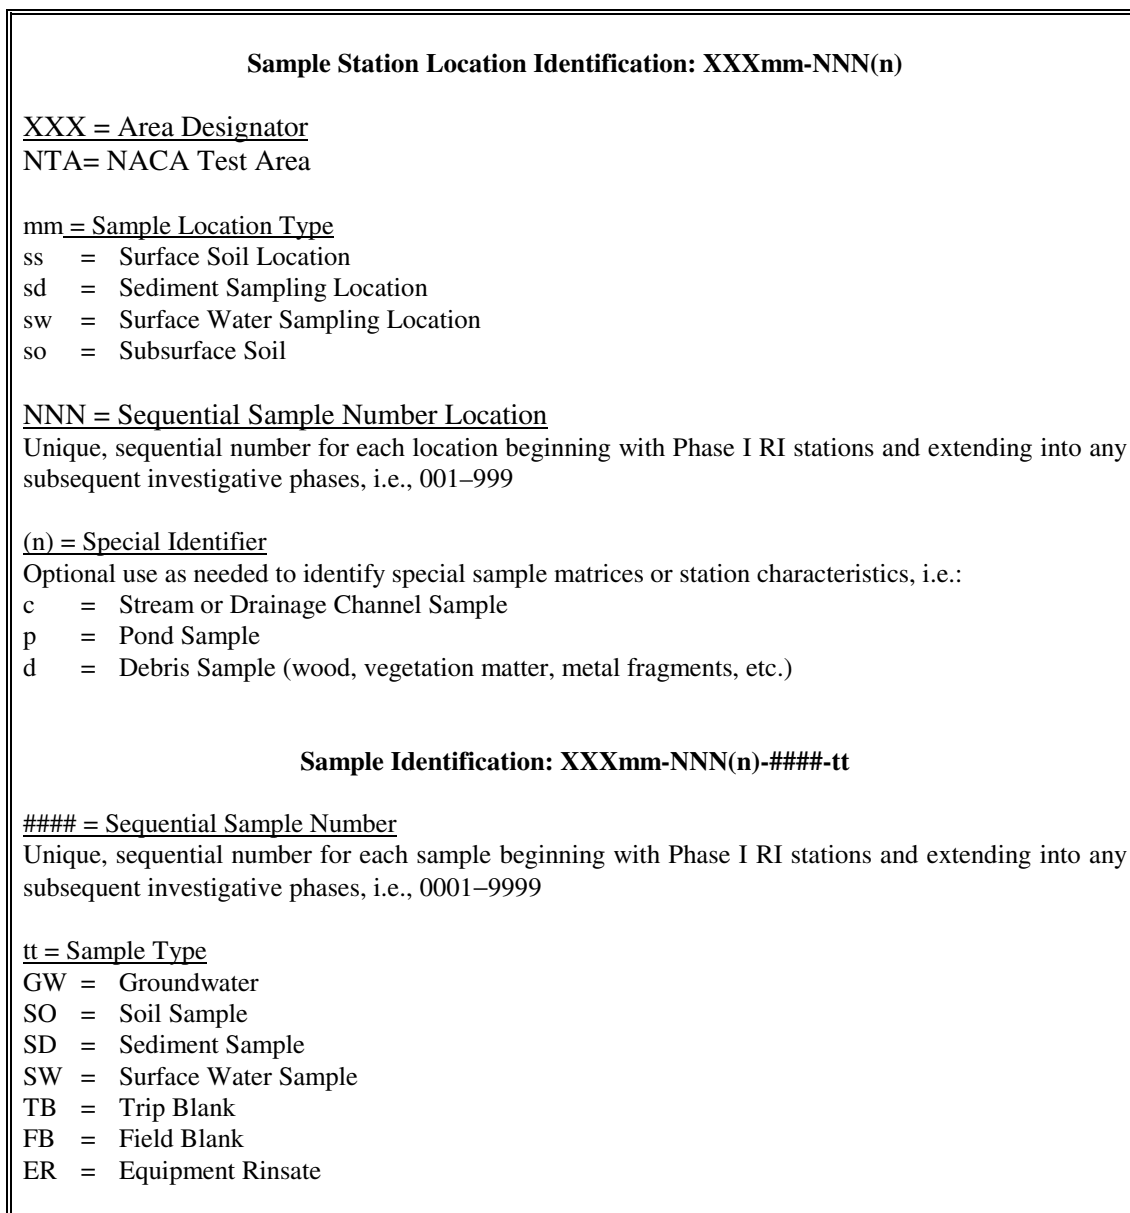 Sample Station Location Identification: XXXmm-NNN(n)
XXX = Area Designator
NTA= NACA Test Area
mm = Sample Location Type
ss = Surface Soil Location
sd = Sediment Sampling Location
sw = Surface Water Sampling Location
so = Subsurface Soil
NNN = Sequential Sample Number Location
Unique, sequential number for each location beginning with Phase I RI stations and extending into any
subsequent investigative phases, i.e., 001–999
(n) = Special Identifier
Optional use as needed to identify special sample matrices or station characteristics, i.e.:
c = Stream or Drainage Channel Sample
p = Pond Sample
d = Debris Sample (wood, vegetation matter, metal fragments, etc.)
Sample Identification: XXXmm-NNN(n)-####-tt
#### = Sequential Sample Number
Unique, sequential number for each sample beginning with Phase I RI stations and extending into any
subsequent investigative phases, i.e., 0001–9999
tt = Sample Type
GW = Groundwater
SO = Soil Sample
SD = Sediment Sample
SW = Surface Water Sample
TB = Trip Blank
FB = Field Blank
ER = Equipment Rinsate